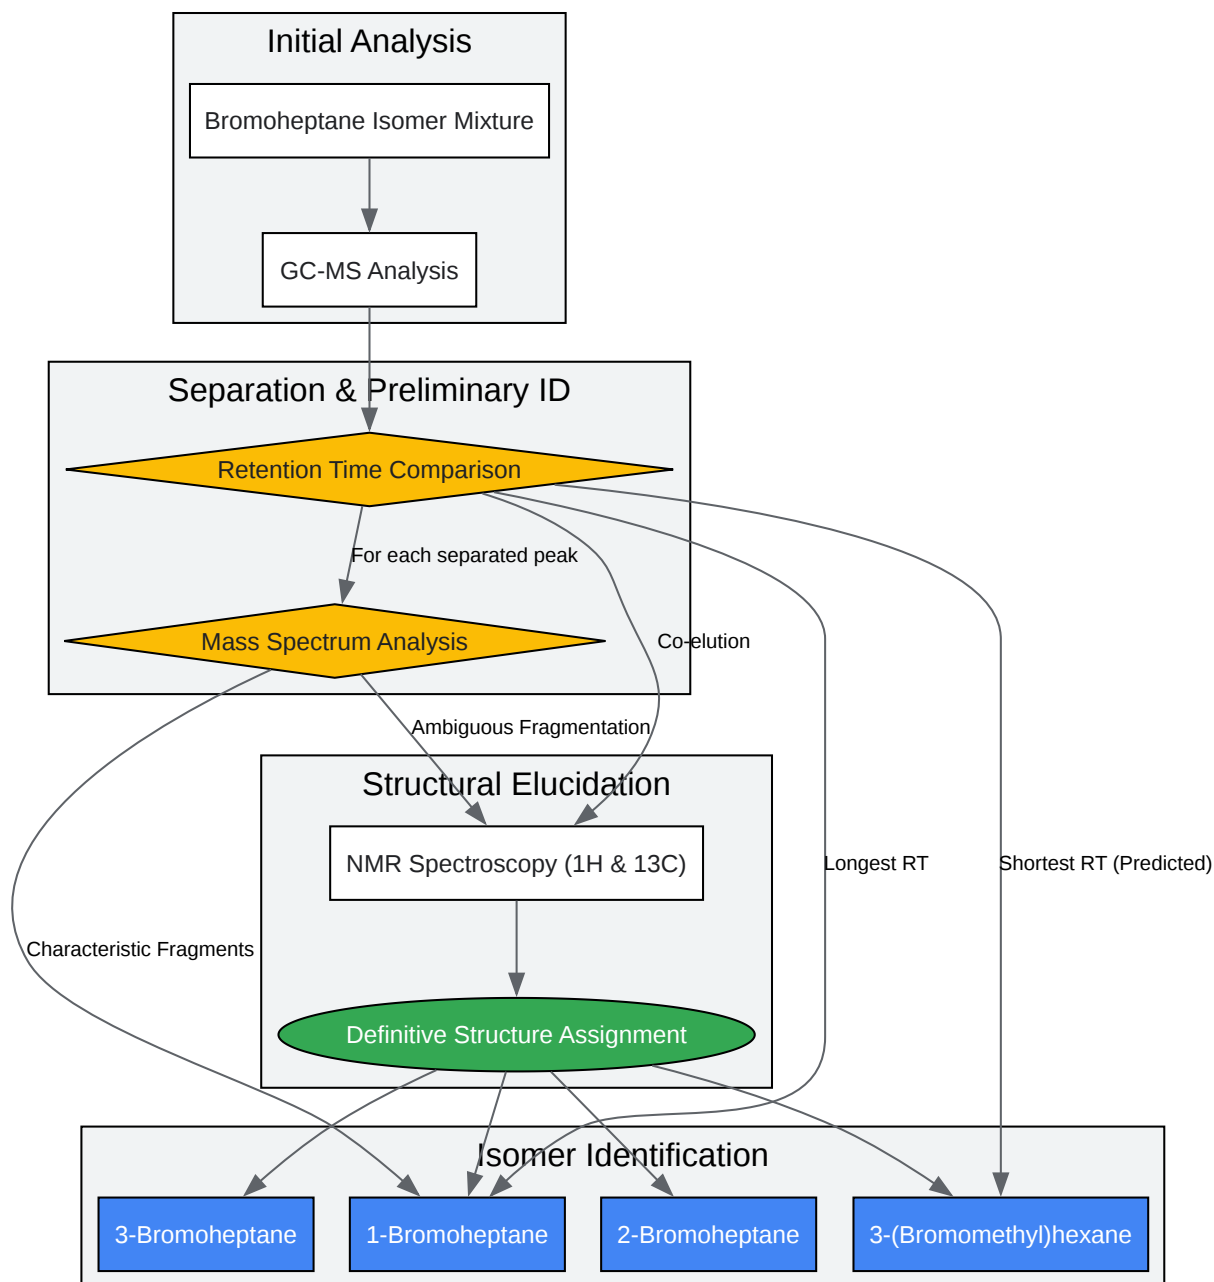 Initial Analysis
Bromoheptane Isomer Mixture
GC-MS Analysis
Separation & Preliminary ID
Retention Time Comparison
For each separated peak
Mass Spectrum Analysis
Co-elution
Ambiguous Fragmentation
Structural Elucidation
NMR Spectroscopy (1H & 13C)
Longest RT
Shortest RT (Predicted)
Characteristic Fragments
Definitive Structure Assignment
Isomer Identification
3-Bromoheptane
1-Bromoheptane
2-Bromoheptane
3-(Bromomethyl)hexane